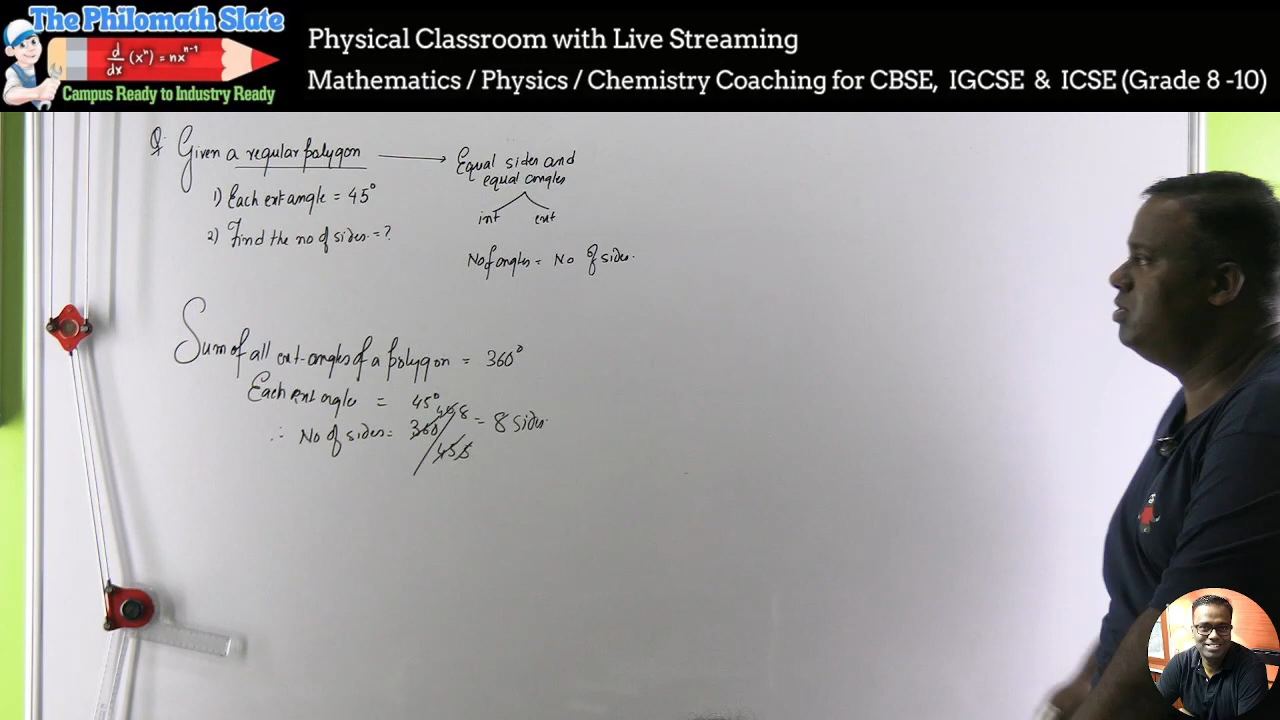 The Philomath Slate
d/dx (xⁿ) = nxⁿ⁻¹
Campus Ready to Industry Ready
Physical Classroom with Live Streaming
Mathematics / Physics / Chemistry Coaching for CBSE, IGCSE & ICSE (Grade 8 -10)
Q. Given a regular polygon → Equal sides and
equal angles
int ext
1) Each ext angle = 45°
2) Find the no of sides = ?
No of angles = No of sides.
Sum of all ext. angles of a polygon = 360°
Each ext angle = 45°
∴ No of sides = 360/45 = 8 sides.